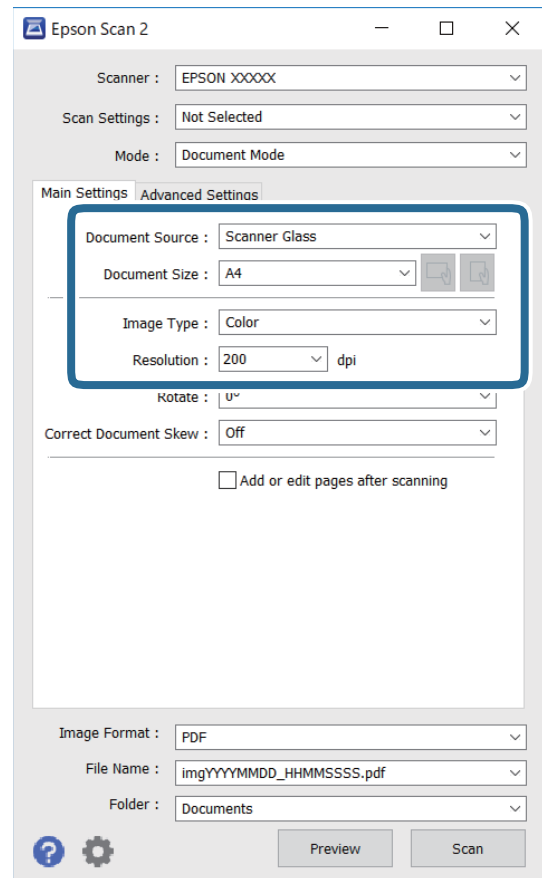 Epson Scan 2
Scanner : EPSON XXXXX
Scan Settings : Not Selected
Mode : Document Mode
Main Settings Advanced Settings
Document Source : Scanner Glass
Document Size : A4
Image Type : Color
Resolution : 200 dpi
Rotate : 0°
Correct Document Skew : Off
Add or edit pages after scanning
Image Format : PDF
File Name : imgYYYYMMDD_HHMMSSSS.pdf
Folder : Documents
? Preview Scan